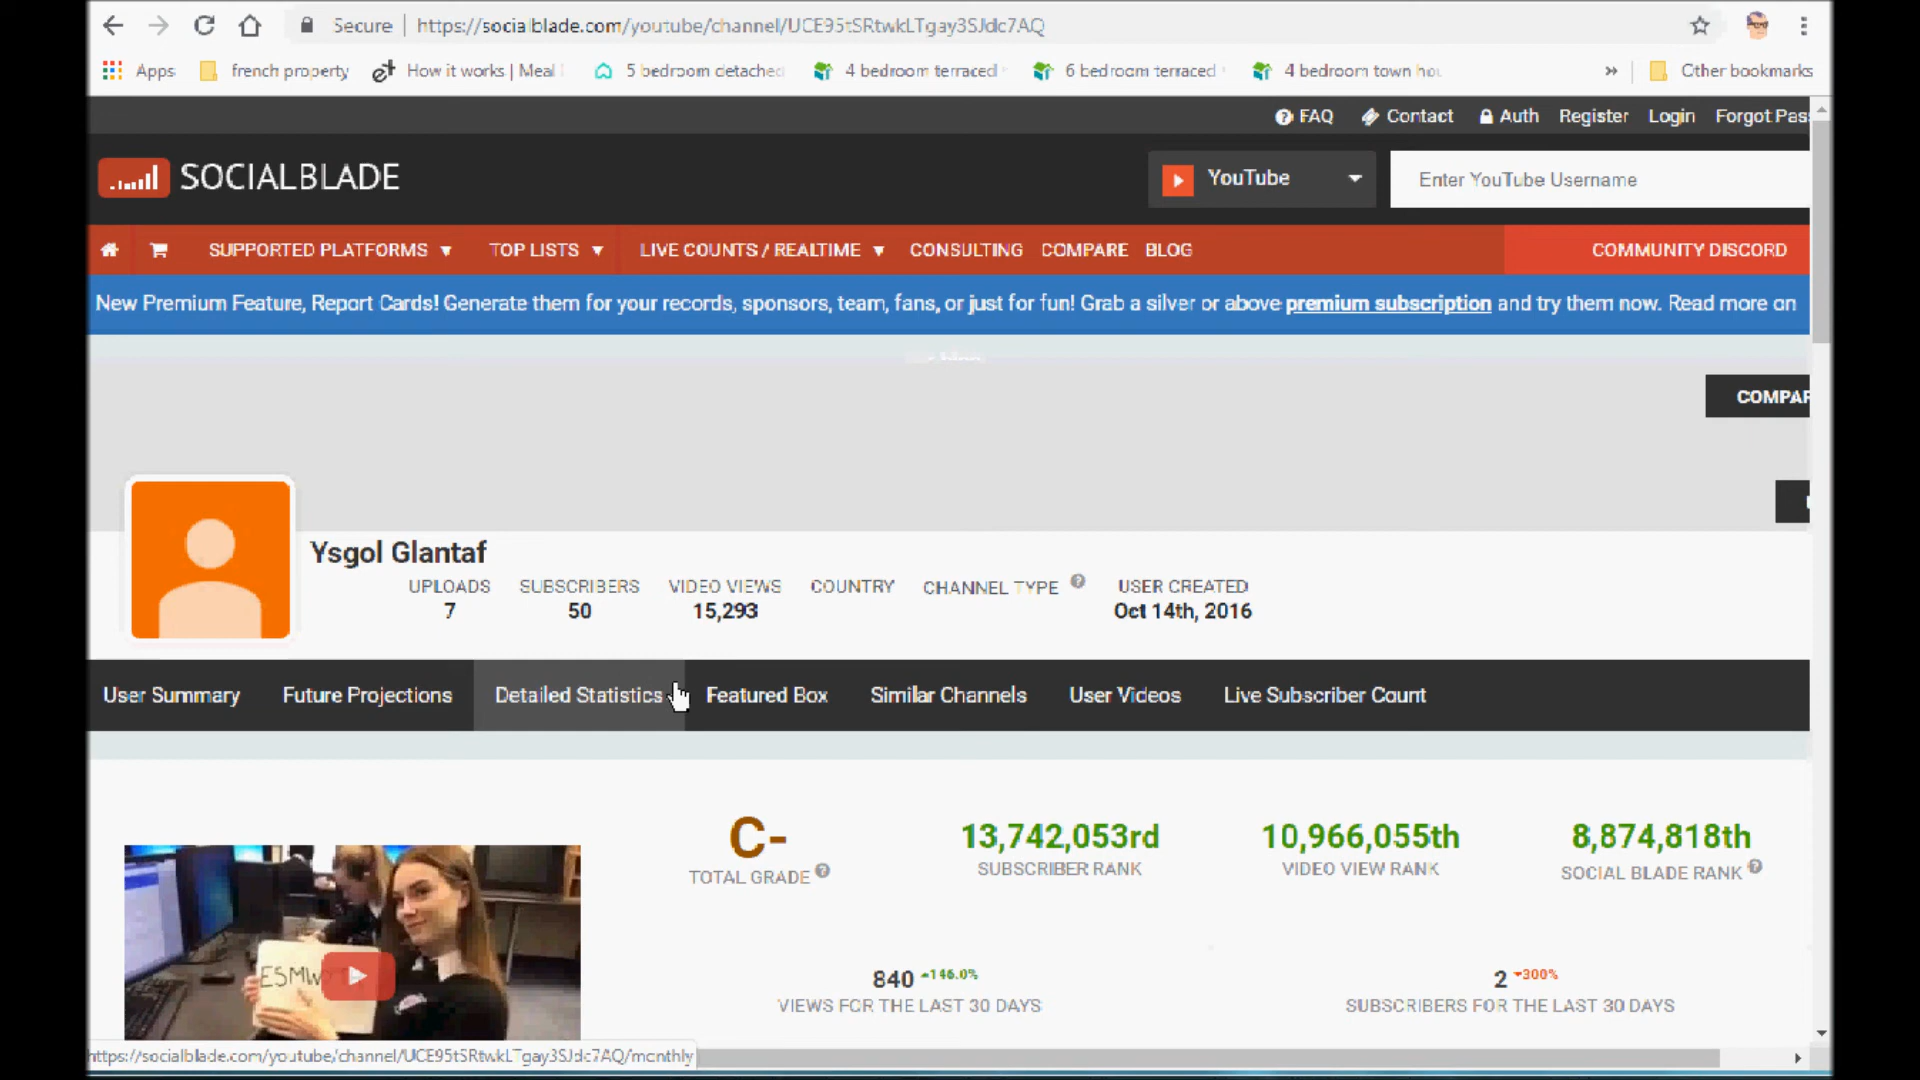 Secure | https://socialblade.com/youtube/channel/UCE95tSRtwkLTgay3SJdc7AQ
Apps french property How it works | Meal 5 bedroom detached 4 bedroom terraced 6 bedroom terraced 4 bedroom town hou » Other bookmarks
FAQ Contact Auth Register Login Forgot Pas
SOCIALBLADE YouTube Enter YouTube Username
SUPPORTED PLATFORMS TOP LISTS LIVE COUNTS / REALTIME CONSULTING COMPARE BLOG COMMUNITY DISCORD
New Premium Feature, Report Cards! Generate them for your records, sponsors, team, fans, or just for fun! Grab a silver or above premium subscription and try them now. Read more on
COMPAR
Ysgol Glantaf
UPLOADS SUBSCRIBERS VIDEO VIEWS COUNTRY CHANNEL TYPE USER CREATED
7 50 15,293 Oct 14th, 2016
User Summary Future Projections Detailed Statistics Featured Box Similar Channels User Videos Live Subscriber Count
C- 13,742,053rd 10,966,055th 8,874,818th
TOTAL GRADE SUBSCRIBER RANK VIDEO VIEW RANK SOCIAL BLADE RANK
ESMW
840 146.0% 2 300%
VIEWS FOR THE LAST 30 DAYS SUBSCRIBERS FOR THE LAST 30 DAYS
https://socialblade.com/youtube/channel/UCE95tSRtwkLTgay3SJdc7AQ/monthly